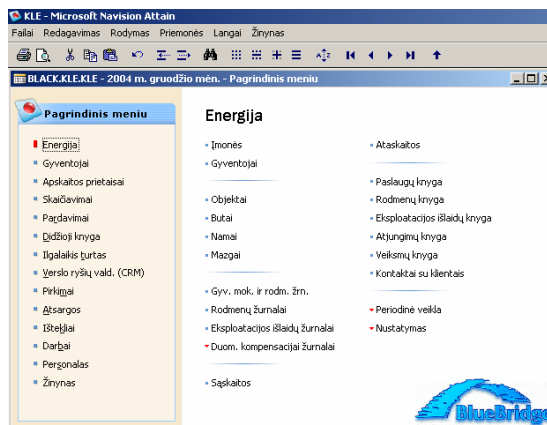 KLE - Microsoft Navision Attain
Failai Redagavimas Rodymas Priemonės Langai Žinynas
BLACK.KLE.KLE - 2004 m. gruodžio mėn. - Pagrindinis meniu
Pagrindinis meniu
Energija
Gyventojai
Apskaitos prietaisai
Skaičiavimai
Pardavimai
Didžioji knyga
Ilgalaikis turtas
Verslo ryšių vald. (CRM)
Pirkimai
Atsargos
Ištekliai
Darbai
Personalas
Žinynas
Energija
Įmonės
Gyventojai
Objektai
Butai
Namai
Mazgai
Gyv. mok. ir rodm. žrn.
Rodmenų žurnalai
Eksploatacijos išlaidų žurnalai
Duom. kompensacijai žurnalai
Sąskaitos
Ataskaitos
Paslaugų knyga
Rodmenų knyga
Eksploatacijos išlaidų knyga
Atjungimų knyga
Veiksmų knyga
Kontaktai su klientais
Periodinė veikla
Nustatymas
BlueBridge